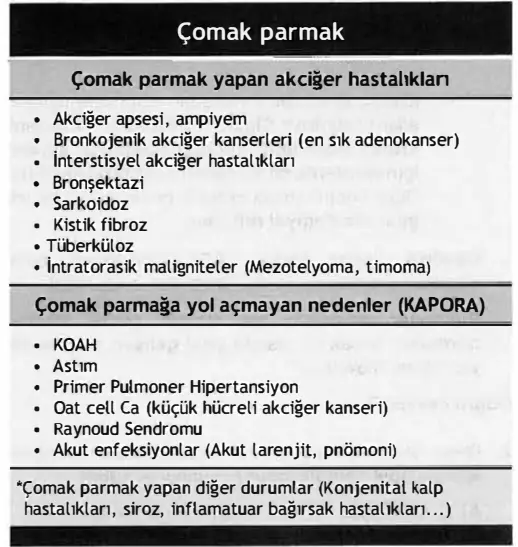 Çomak parmak
Çomak parmak yapan akciğer hastalıkları
• Akciğer apsesi, ampiyem
• Bronkojenik akciğer kanserleri (en sık adenokanser)
• İnterstisyel akciğer hastalıkları
• Bronşektazi
• Sarkoidoz
• Kistik fibroz
• Tüberküloz
• İntratorasik maligniteler (Mezotelyoma, timoma)
Çomak parmağa yol açmayan nedenler (KAPORA)
• KOAH
• Astım
• Primer Pulmoner Hipertansiyon
• Oat cell Ca (küçük hücreli akciğer kanseri)
• Raynoud Sendromu
• Akut enfeksiyonlar (Akut larenjit, pnömoni)
*Çomak parmak yapan diğer durumlar (Konjenital kalp
hastalıkları, siroz, inflamatuar bağırsak hastalıkları...)